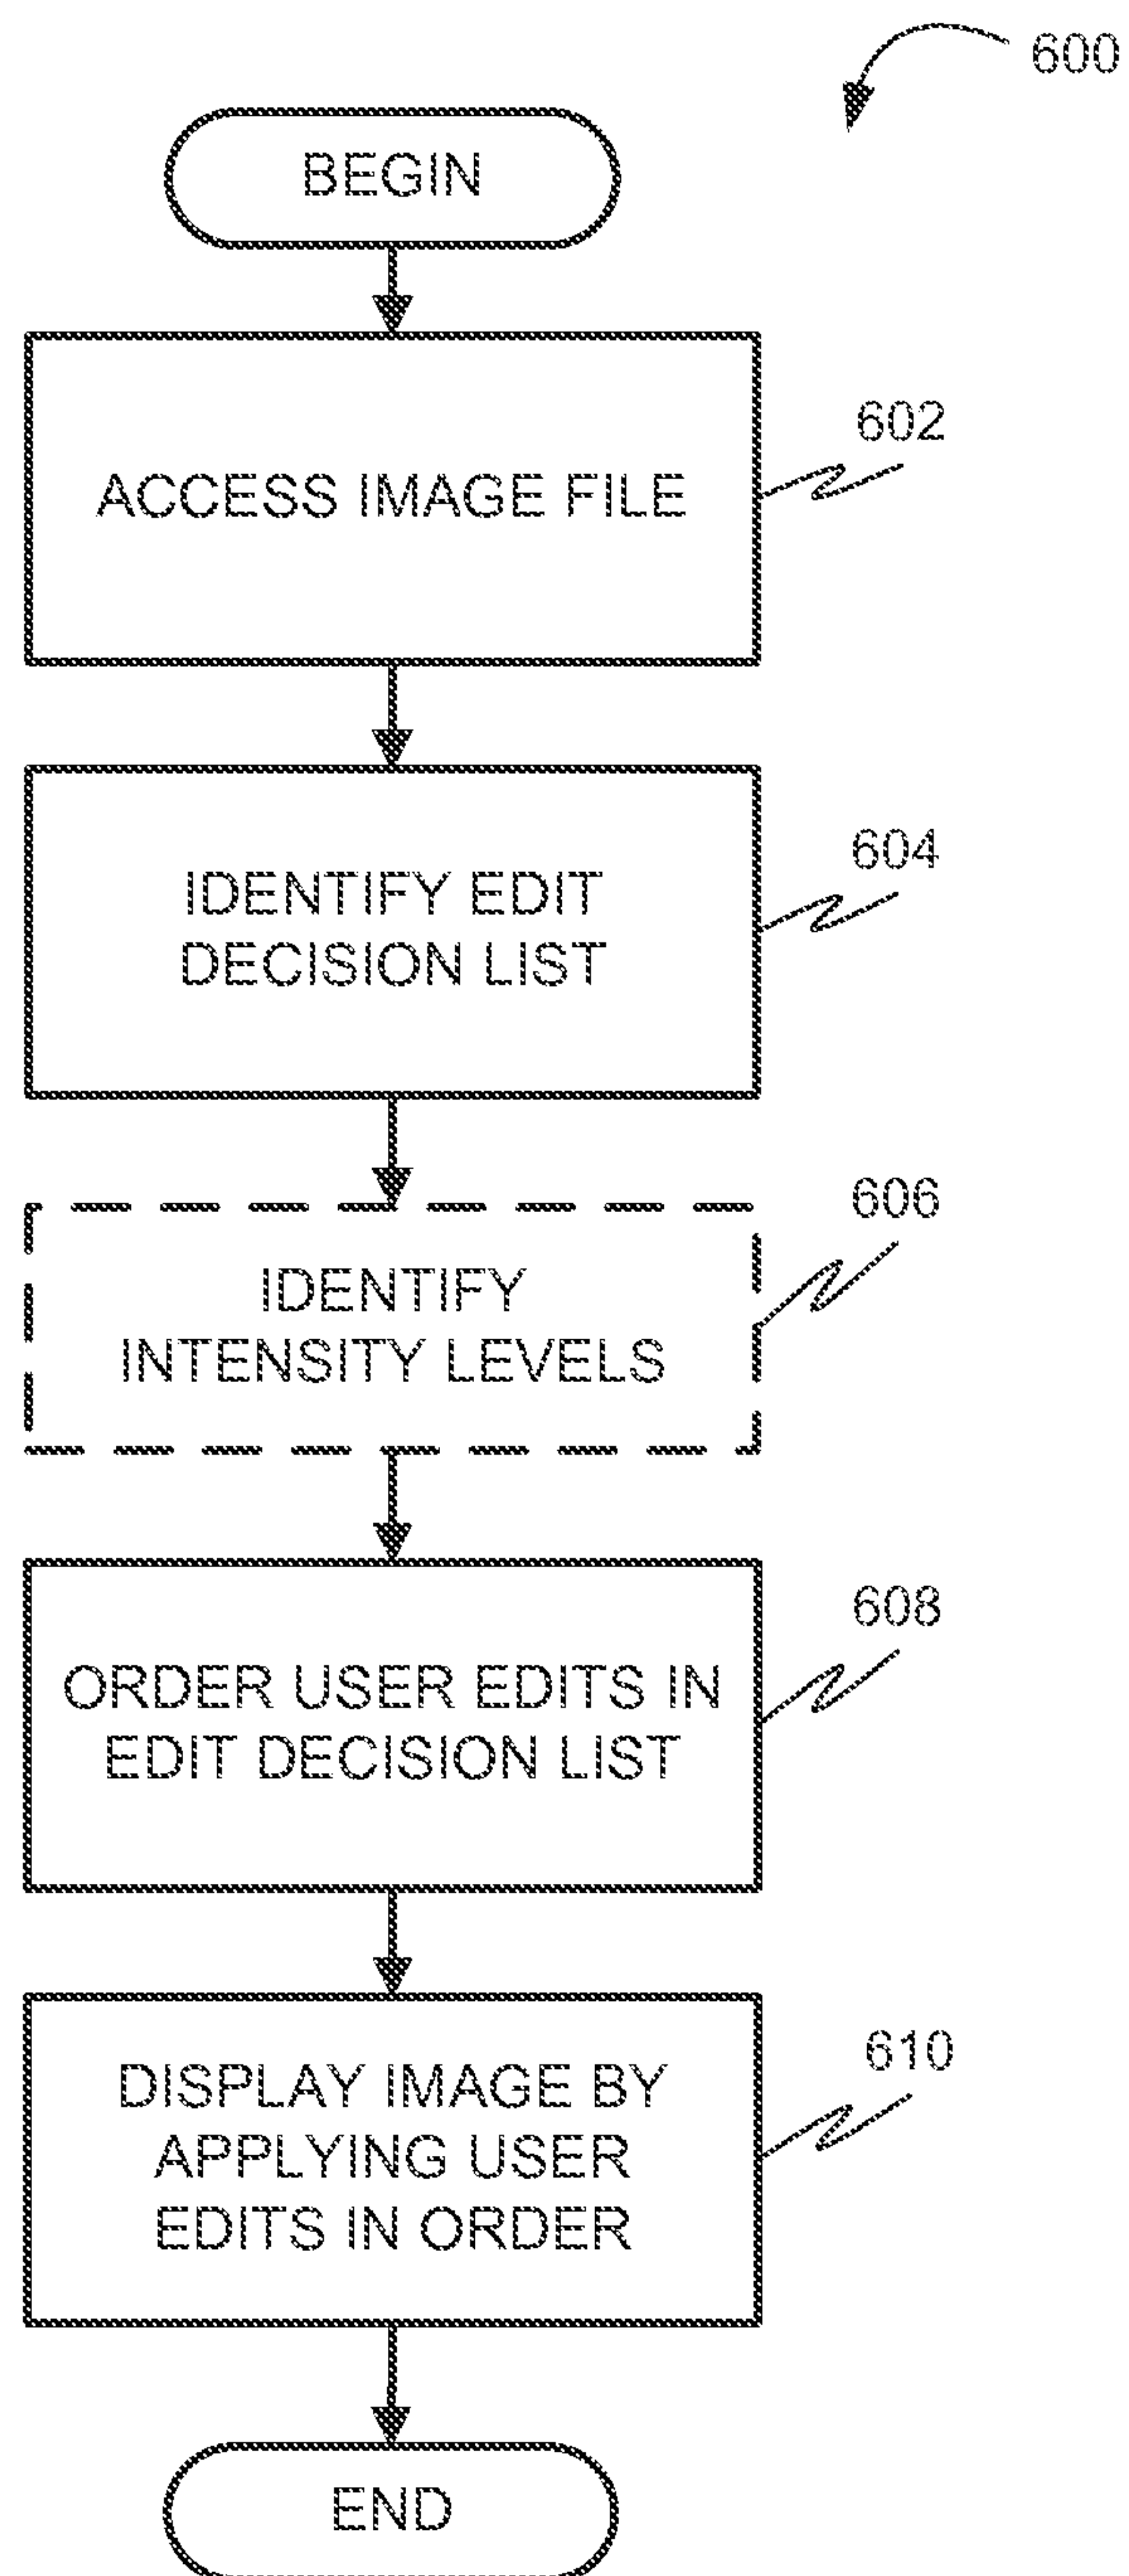 600
BEGIN
602
ACCESS IMAGE FILE
604
IDENTIFY EDIT
DECISION LIST
606
IDENTIFY
INTENSITY LEVELS
608
ORDER USER EDITS IN
EDIT DECISION LIST
610
DISPLAY IMAGE BY
APPLYING USER
EDITS IN ORDER
END